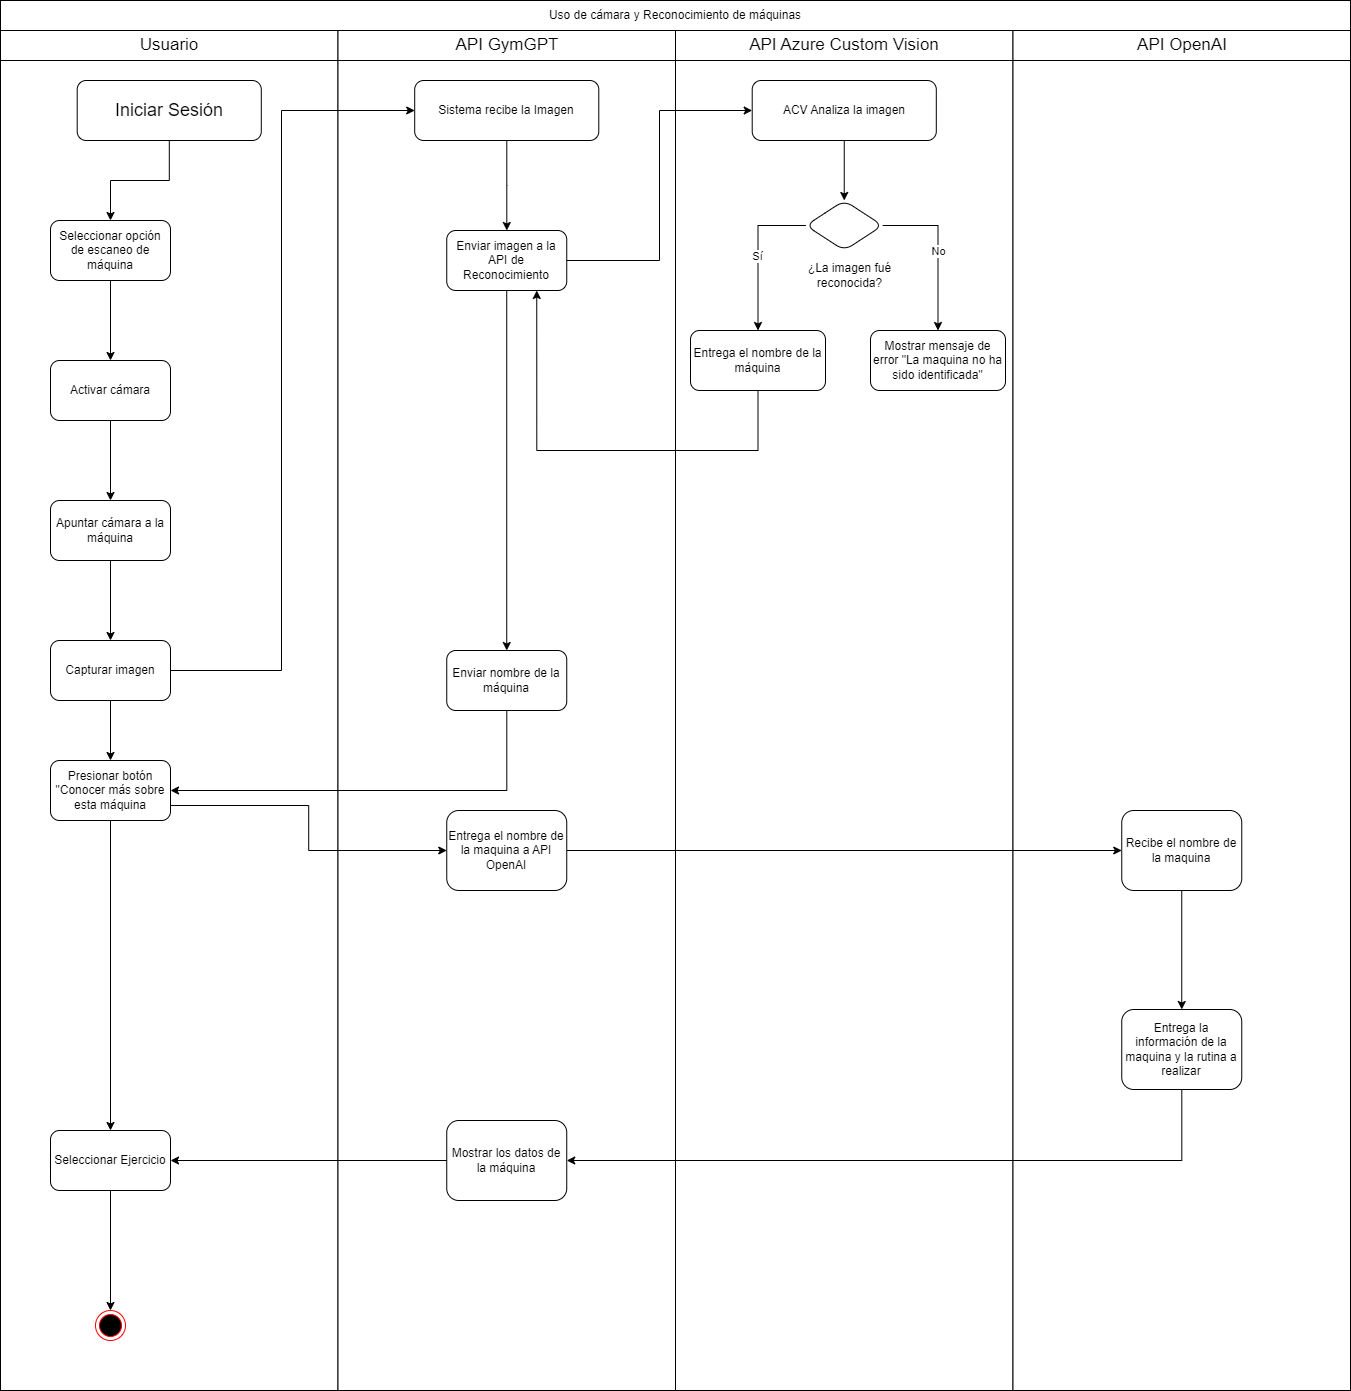 Uso de cámara y Reconocimiento de máquinas
Usuario
API GymGPT
API Azure Custom Vision
API OpenAI
Iniciar Sesión
Sistema recibe la Imagen
ACV Analiza la imagen
Seleccionar opción
de escaneo de
máquina
Enviar imagen a la
API de
Reconocimiento
Sí
No
¿La imagen fué
reconocida?
Entrega el nombre de la
máquina
Mostrar mensaje de
error "La maquina no ha
sido identificada"
Activar cámara
Apuntar cámara a la
máquina
Capturar imagen
Enviar nombre de la
máquina
Presionar botón
"Conocer más sobre
esta máquina
Entrega el nombre de
la maquina a API
OpenAI
Recibe el nombre de
la maquina
Entrega la
información de la
maquina y la rutina a
realizar
Seleccionar Ejercicio
Mostrar los datos de
la máquina